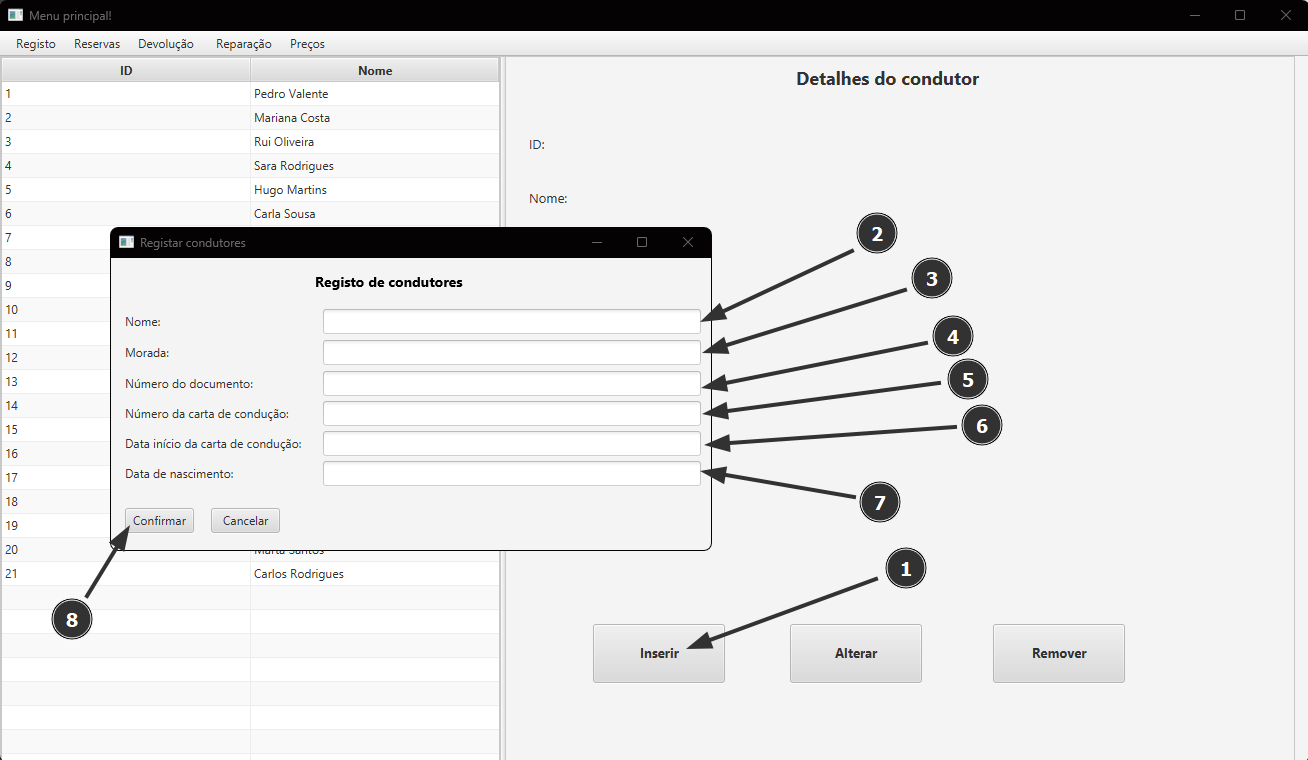 Menu principal!
Registo Reservas Devolução Reparação Preços
ID Nome
1 Pedro Valente
2 Mariana Costa
3 Rui Oliveira
4 Sara Rodrigues
5 Hugo Martins
6 Carla Sousa
7
8
9
10
11
12
13
14
15
16
17
18
19
20 Marta Santos
21 Carlos Rodrigues
Detalhes do condutor
ID:
Nome:
Registar condutores
Registo de condutores
Nome:
Morada:
Número do documento:
Número da carta de condução:
Data início da carta de condução:
Data de nascimento:
Confirmar Cancelar
2
3
4
5
6
7
1
8
Inserir Alterar Remover